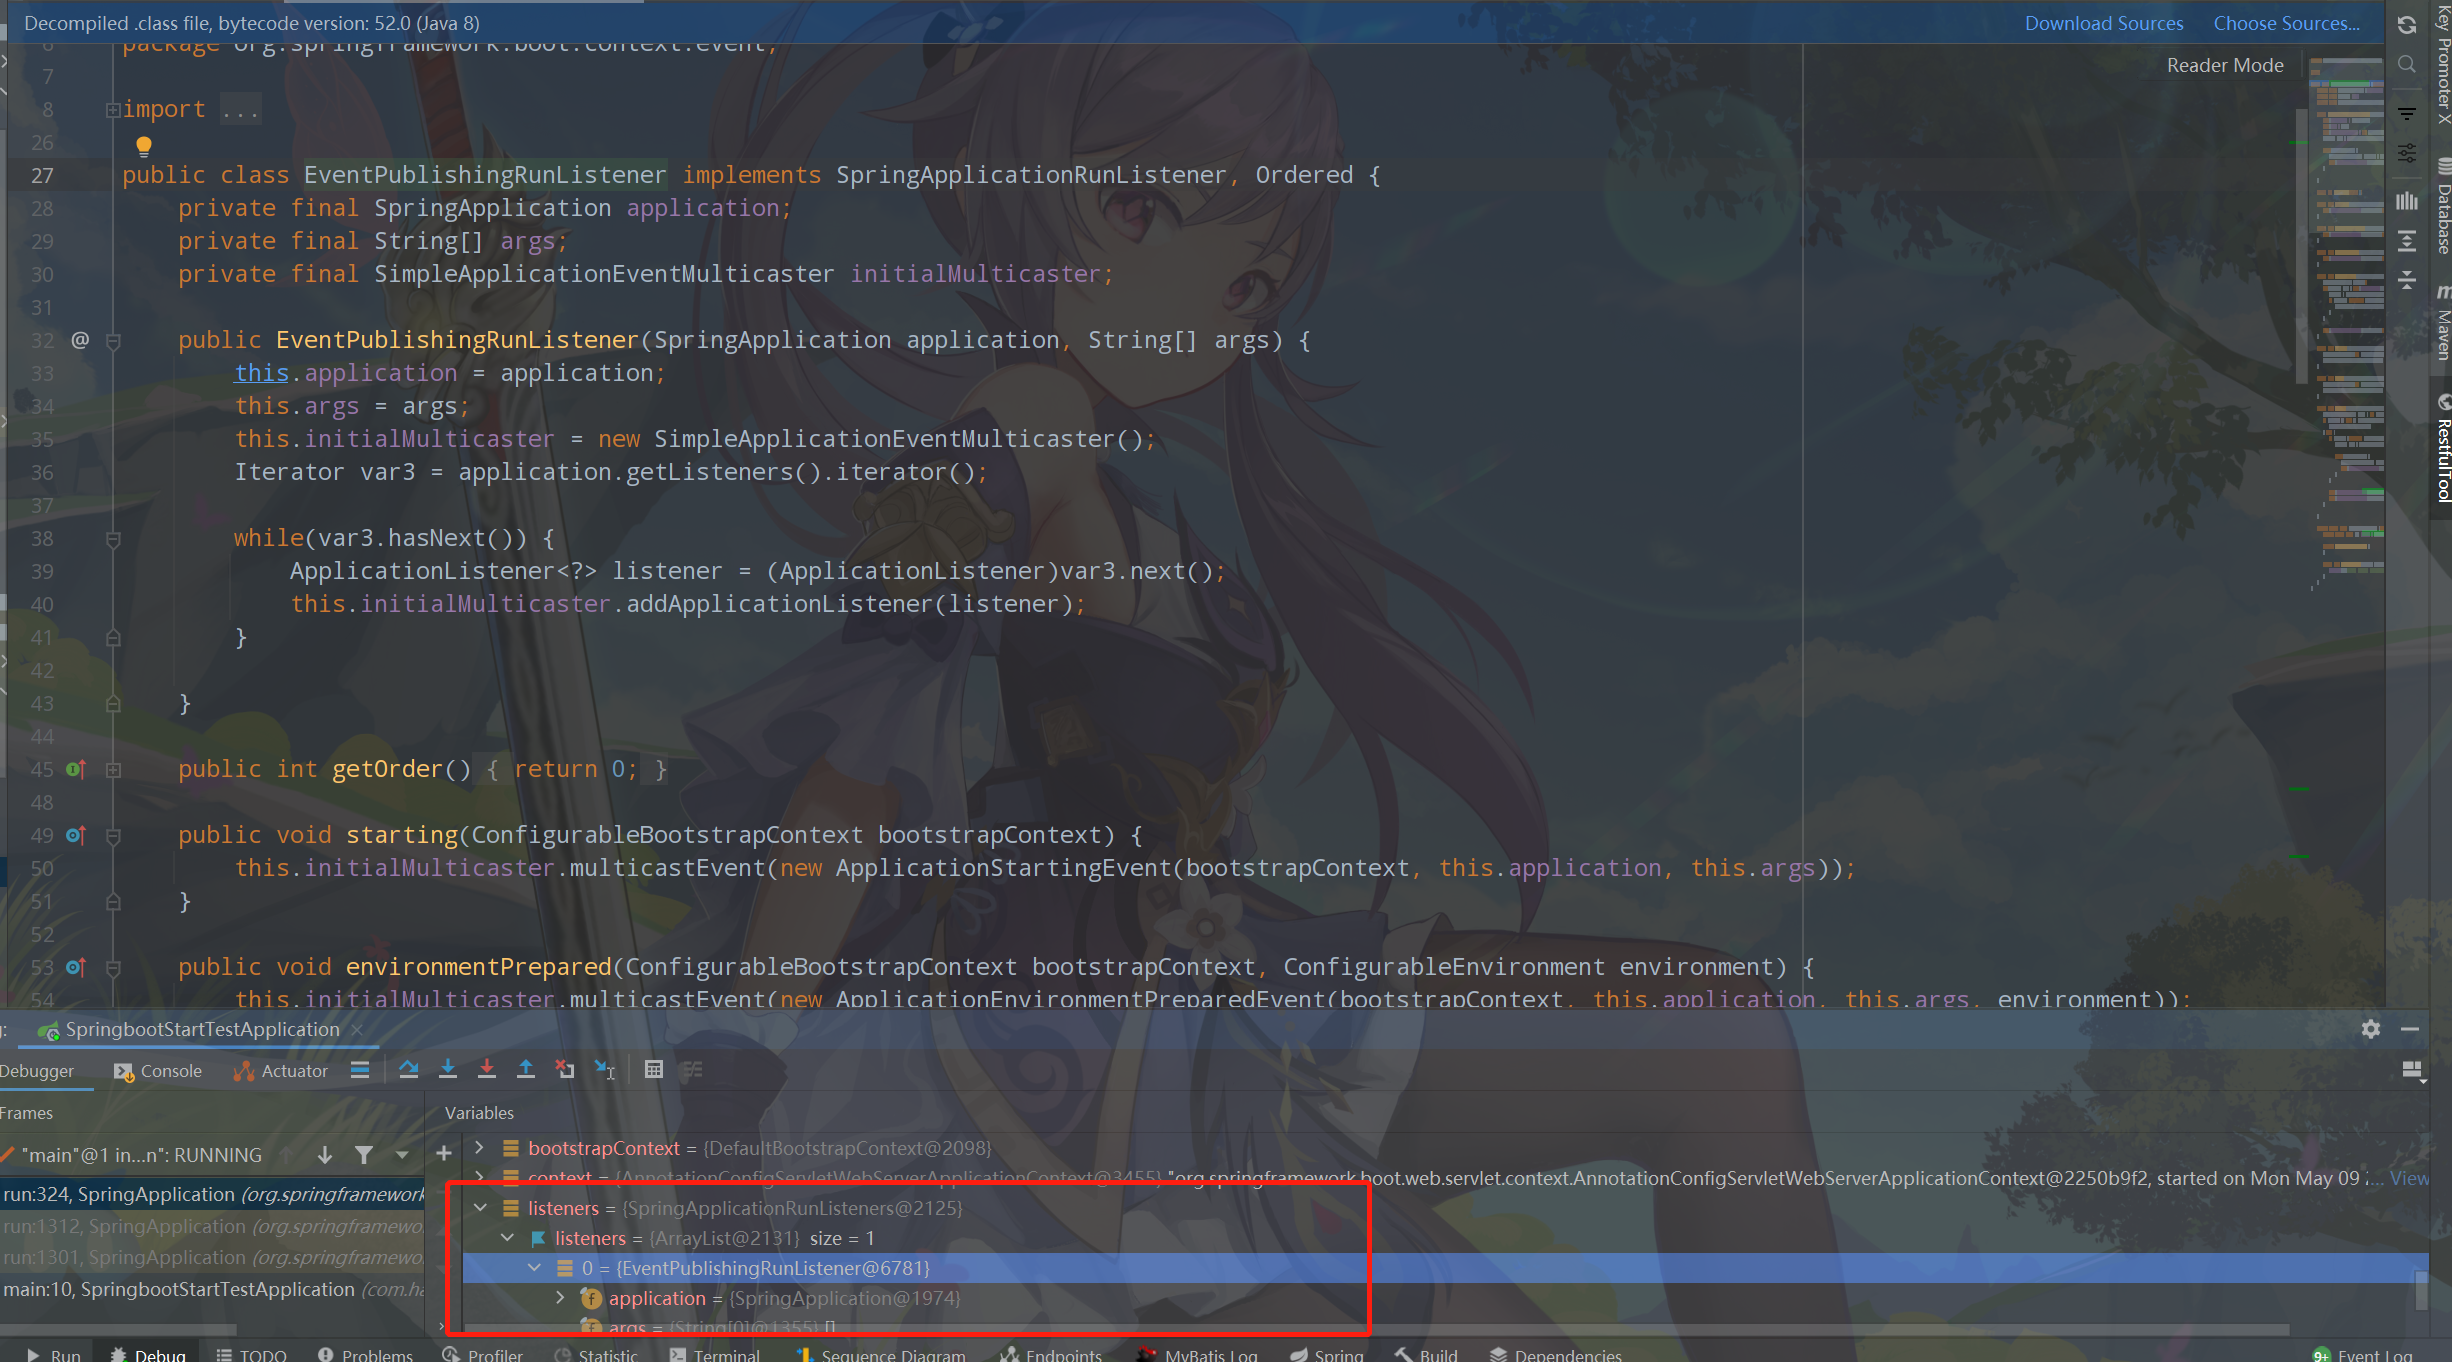 Decompiled .class file, bytecode version: 52.0 (Java 8)
Download Sources
Choose Sources...
Reader Mode
6 package org.springframework.boot.context.event;
7
8 import ...
26
27 public class EventPublishingRunListener implements SpringApplicationRunListener, Ordered {
28 private final SpringApplication application;
29 private final String[] args;
30 private final SimpleApplicationEventMulticaster initialMulticaster;
31
32 @ public EventPublishingRunListener(SpringApplication application, String[] args) {
33 this.application = application;
34 this.args = args;
35 this.initialMulticaster = new SimpleApplicationEventMulticaster();
36 Iterator var3 = application.getListeners().iterator();
37
38 while(var3.hasNext()) {
39 ApplicationListener<?> listener = (ApplicationListener)var3.next();
40 this.initialMulticaster.addApplicationListener(listener);
41 }
42
43 }
44
45 public int getOrder() { return 0; }
48
49 public void starting(ConfigurableBootstrapContext bootstrapContext) {
50 this.initialMulticaster.multicastEvent(new ApplicationStartingEvent(bootstrapContext, this.application, this.args));
51 }
52
53 public void environmentPrepared(ConfigurableBootstrapContext bootstrapContext, ConfigurableEnvironment environment) {
54 this.initialMulticaster.multicastEvent(new ApplicationEnvironmentPreparedEvent(bootstrapContext, this.application, this.args, environment));
Key Promoter X
Database
Maven
RestfulTool
SpringbootStartTestApplication
Debugger
Console
Actuator
Frames
Variables
"main"@1 in...n": RUNNING
run:324, SpringApplication (org.springframework
run:1312, SpringApplication (org.springframewo
run:1301, SpringApplication (org.springframewo
main:10, SpringbootStartTestApplication (com.ha
bootstrapContext = {DefaultBootstrapContext@2098}
context = {AnnotationConfigServletWebServerApplicationContext@3455} "org.springframework.boot.web.servlet.context.AnnotationConfigServletWebServerApplicationContext@2250b9f2, started on Mon May 09 2... View
listeners = {SpringApplicationRunListeners@2125}
listeners = {ArrayList@2131} size = 1
0 = {EventPublishingRunListener@6781}
application = {SpringApplication@1974}
args = {String[0]@1355} []
Run
Debug
TODO
Problems
Profiler
Statistic
Terminal
Sequence Diagram
Endpoints
MyBatis Log
Spring
Build
Dependencies
9+ Event Log